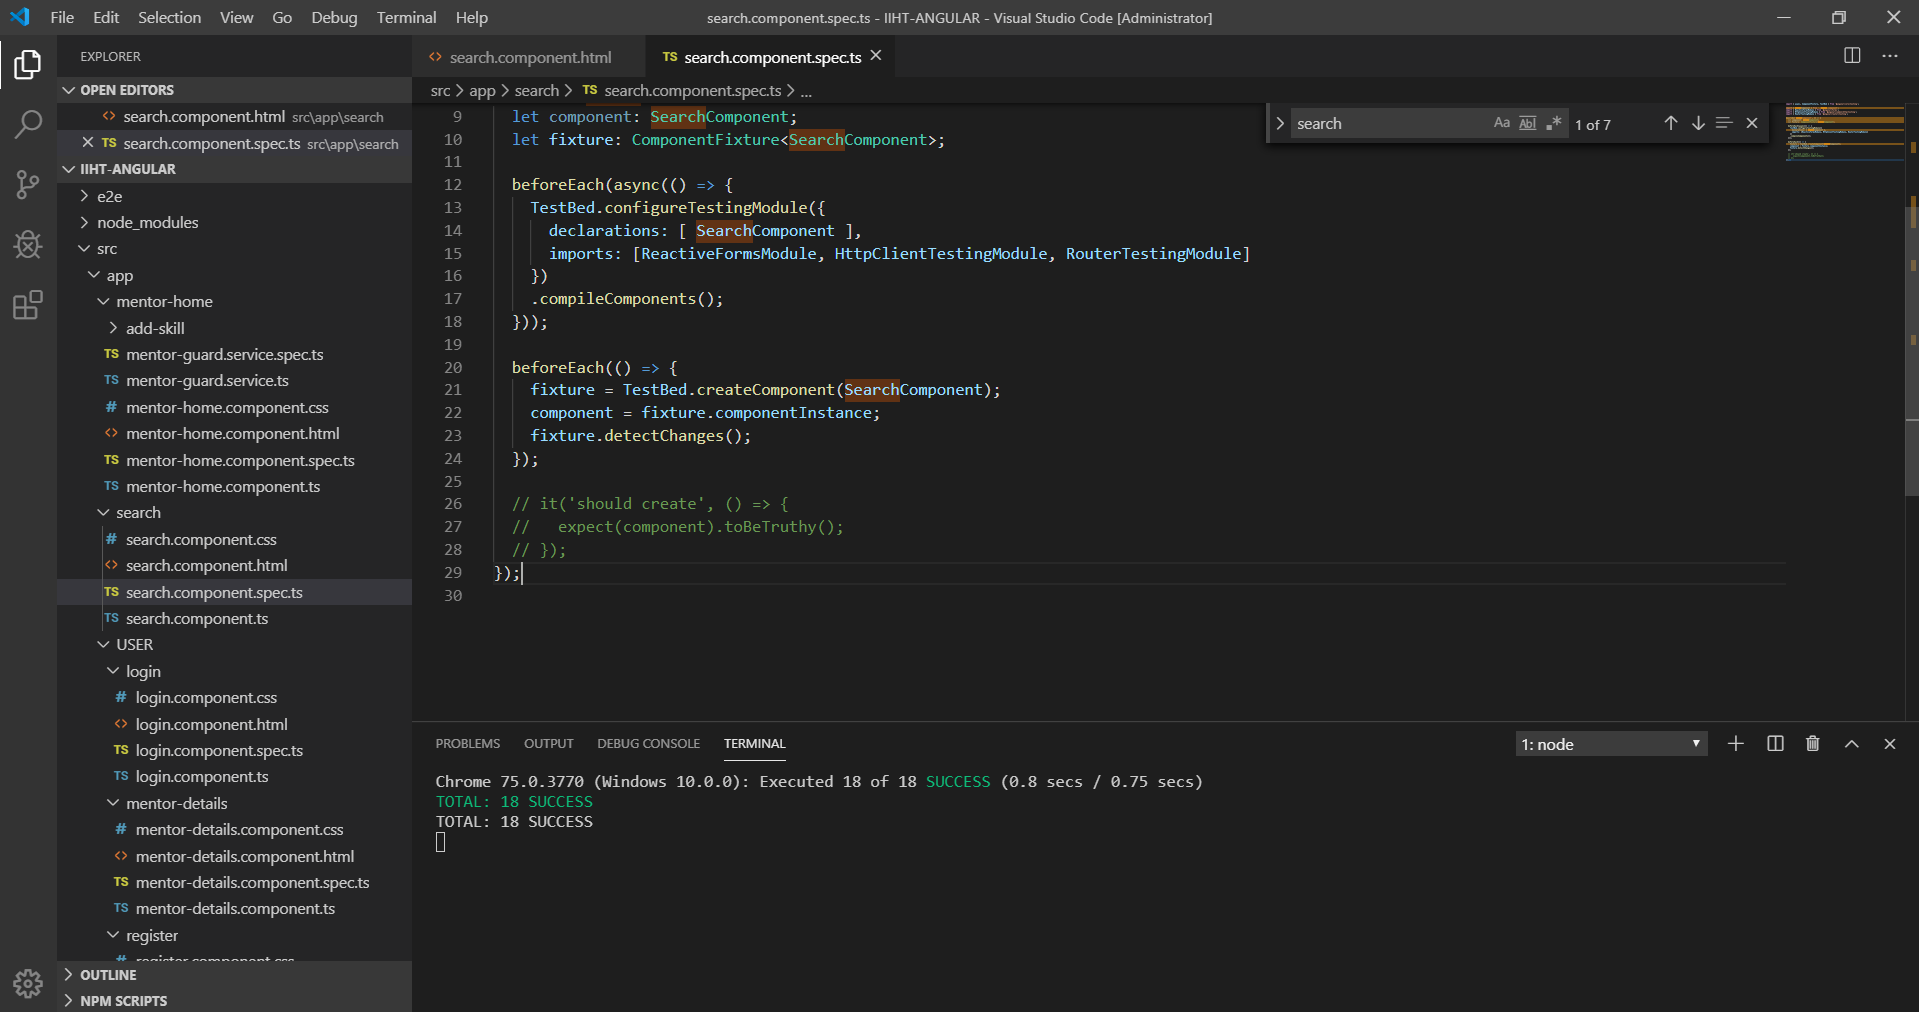 File Edit Selection View Go Debug Terminal Help
search.component.spec.ts - IIHT-ANGULAR - Visual Studio Code [Administrator]
EXPLORER
OPEN EDITORS
<> search.component.html src\app\search
TS search.component.spec.ts src\app\search
IIHT-ANGULAR
e2e
node_modules
src
app
mentor-home
add-skill
TS mentor-guard.service.spec.ts
TS mentor-guard.service.ts
# mentor-home.component.css
<> mentor-home.component.html
TS mentor-home.component.spec.ts
TS mentor-home.component.ts
search
# search.component.css
<> search.component.html
TS search.component.spec.ts
TS search.component.ts
USER
login
# login.component.css
<> login.component.html
TS login.component.spec.ts
TS login.component.ts
mentor-details
# mentor-details.component.css
<> mentor-details.component.html
TS mentor-details.component.spec.ts
TS mentor-details.component.ts
register
# register.component.css
OUTLINE
NPM SCRIPTS
<> search.component.html
TS search.component.spec.ts
src > app > search > TS search.component.spec.ts > ...
search Aa Abl .* 1 of 7
9 let component: SearchComponent;
10 let fixture: ComponentFixture<SearchComponent>;
11
12 beforeEach(async(() => {
13 TestBed.configureTestingModule({
14 declarations: [ SearchComponent ],
15 imports: [ReactiveFormsModule, HttpClientTestingModule, RouterTestingModule]
16 })
17 .compileComponents();
18 }));
19
20 beforeEach(() => {
21 fixture = TestBed.createComponent(SearchComponent);
22 component = fixture.componentInstance;
23 fixture.detectChanges();
24 });
25
26 // it('should create', () => {
27 //   expect(component).toBeTruthy();
28 // });
29 });
30
PROBLEMS OUTPUT DEBUG CONSOLE TERMINAL
1: node
Chrome 75.0.3770 (Windows 10.0.0): Executed 18 of 18 SUCCESS (0.8 secs / 0.75 secs)
TOTAL: 18 SUCCESS
TOTAL: 18 SUCCESS